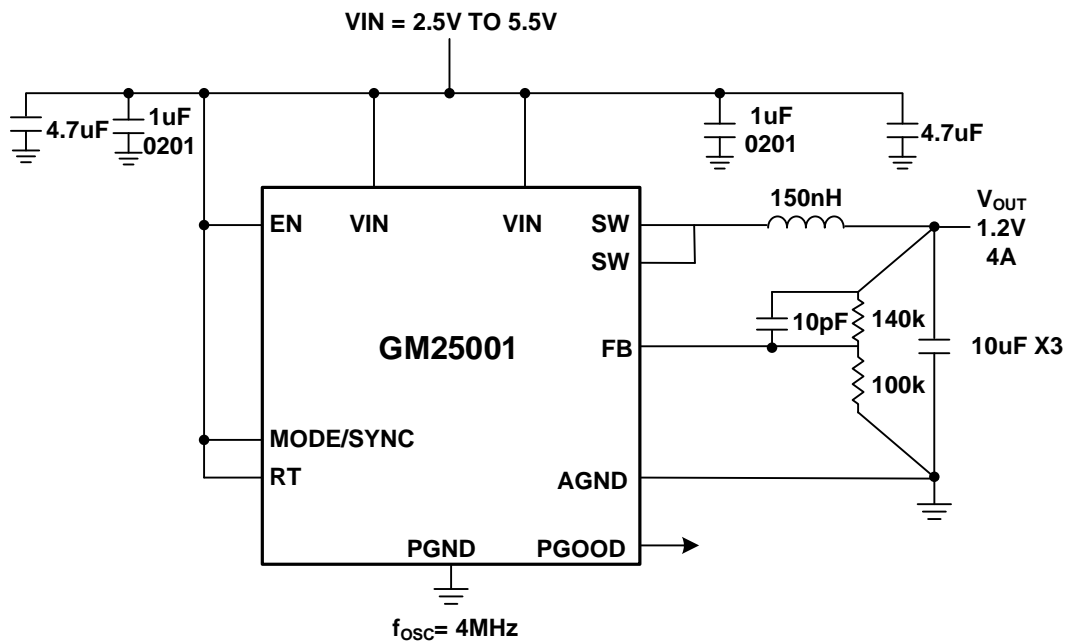 VIN = 2.5V TO 5.5V
4.7uF
1uF
0201
1uF
0201
4.7uF
EN
VIN
VIN
SW
SW
150nH
VOUT
1.2V
4A
10pF
140k
10uF X3
GM25001
FB
100k
MODE/SYNC
RT
AGND
PGND
PGOOD
fOSC= 4MHz